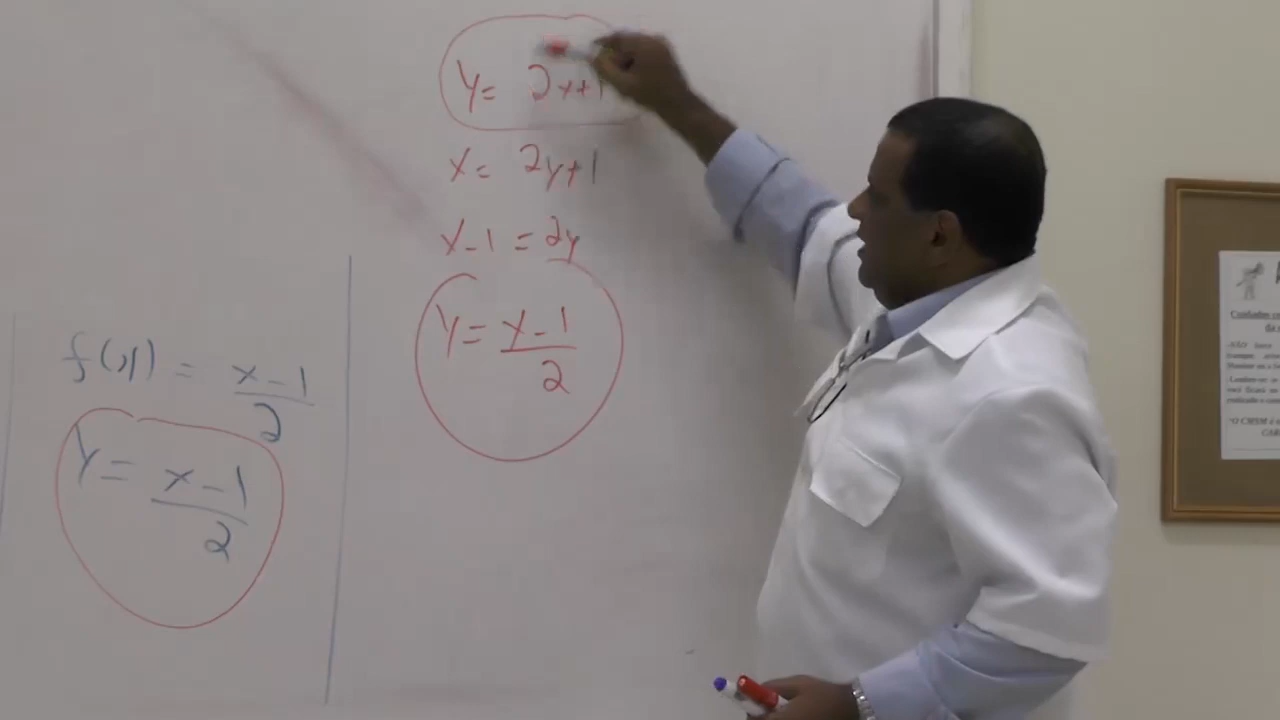 y = 2x+1
x = 2y+1
x-1 = 2y
y = x-1
2
f(x) = x-1
2
y = x-1
2